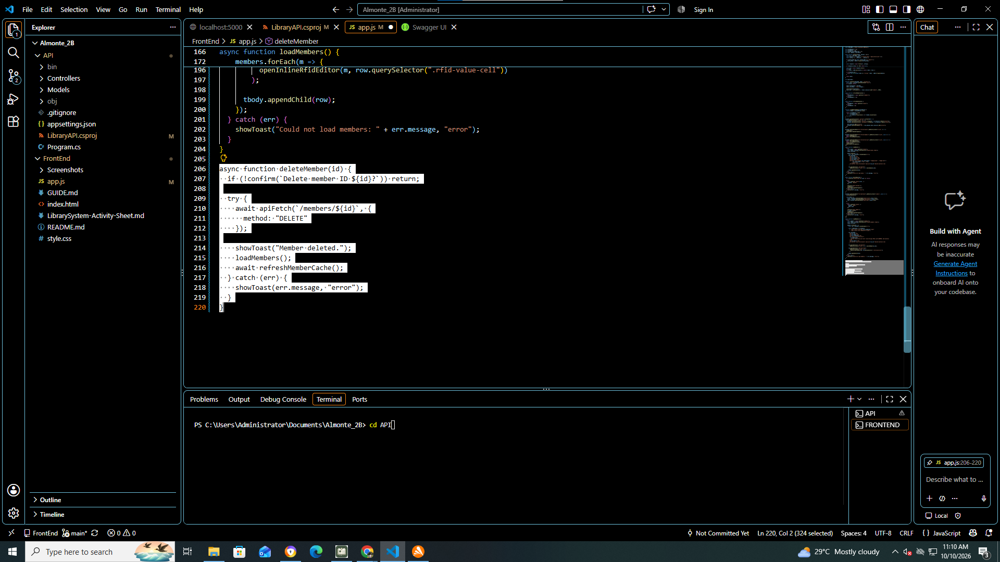 File Edit Selection View Go Run Terminal Help
Almonte_2B [Administrator]
Sign In
Explorer
localhost:5000
LibraryAPI.csproj M
JS app.js M
Swagger UI
Chat
FrontEnd > JS app.js > deleteMember
1
2
Almonte_2B
API
bin
Controllers
Models
obj
.gitignore
{} appsettings.json
LibraryAPI.csproj M
Program.cs
FrontEnd
Screenshots
JS app.js M
GUIDE.md
<> index.html
LibrarySystem-Activity-Sheet.md
README.md
# style.css
Outline
Timeline
166 async function loadMembers() {
172 members.forEach(m => {
196 openInlineRfidEditor(m, row.querySelector(".rfid-value-cell"))
197 );
198
199 tbody.appendChild(row);
200 });
201 } catch (err) {
202 showToast("Could not load members: " + err.message, "error");
203 }
204 }
205
206 async function deleteMember(id) {
207 if (!confirm(`Delete member ID ${id}?`)) return;
208
209 try {
210 await apiFetch(`/members/${id}`, {
211 method: "DELETE"
212 });
213
214 showToast("Member deleted.");
215 loadMembers();
216 await refreshMemberCache();
217 } catch (err) {
218 showToast(err.message, "error");
219 }
220 }
Problems Output Debug Console Terminal Ports
PS C:\Users\Administrator\Documents\Almonte_2B> cd API
API
FRONTEND
Build with Agent
AI responses may
be inaccurate
Generate Agent
Instructions to
onboard AI onto
your codebase.
JS app.js:206-220
Describe what to ...
Local
FrontEnd main* 0 0
Not Committed Yet Ln 220, Col 2 (324 selected) Spaces: 4 UTF-8 CRLF {} JavaScript
Type here to search
29°C Mostly cloudy
11:10 AM
10/10/2026
3